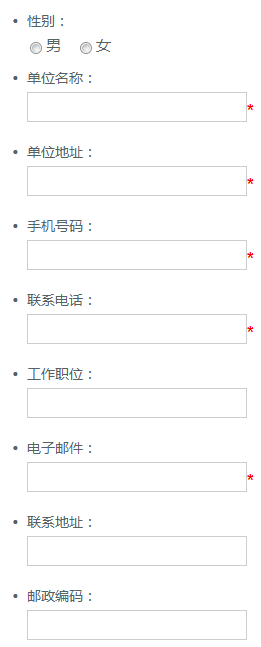 • 性别：
男 女
• 单位名称：
*
• 单位地址：
*
• 手机号码：
*
• 联系电话：
*
• 工作职位：
• 电子邮件：
*
• 联系地址：
• 邮政编码：